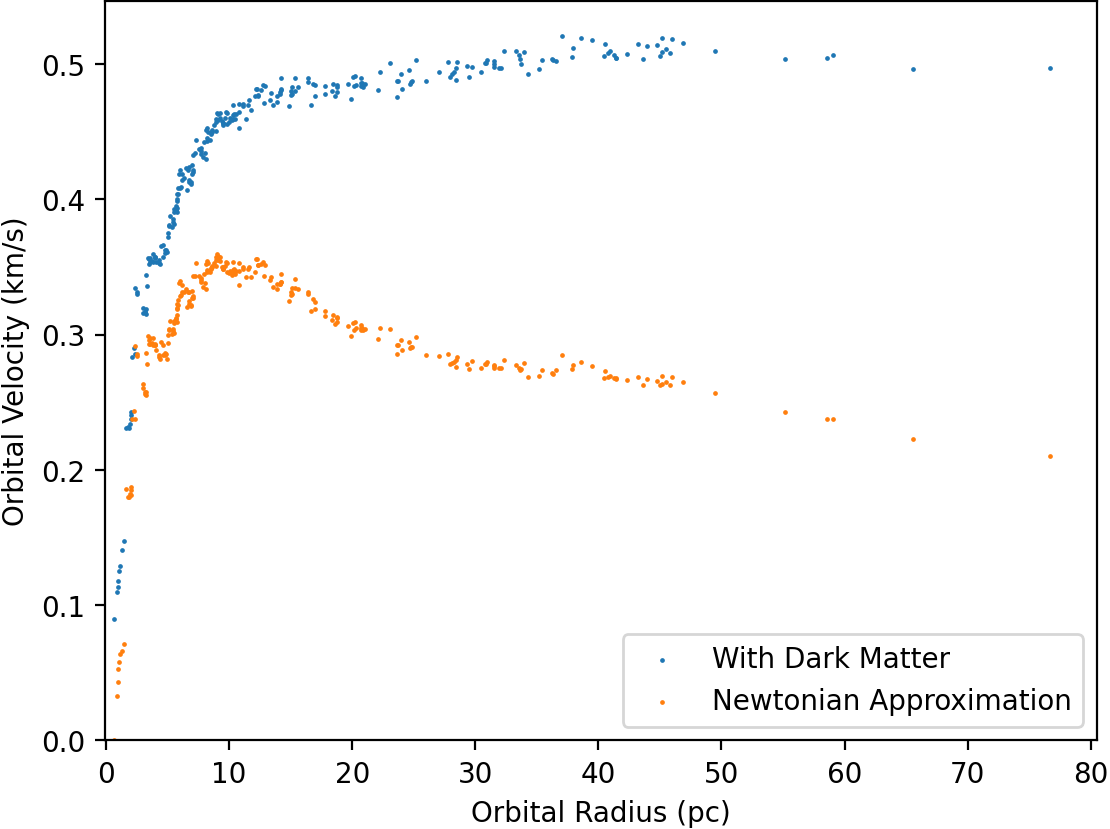 Orbital Velocity (km/s)
0.5
0.4
0.3
0.2
0.1
0.0
With Dark Matter
Newtonian Approximation
0 10 20 30 40 50 60 70 80
Orbital Radius (pc)